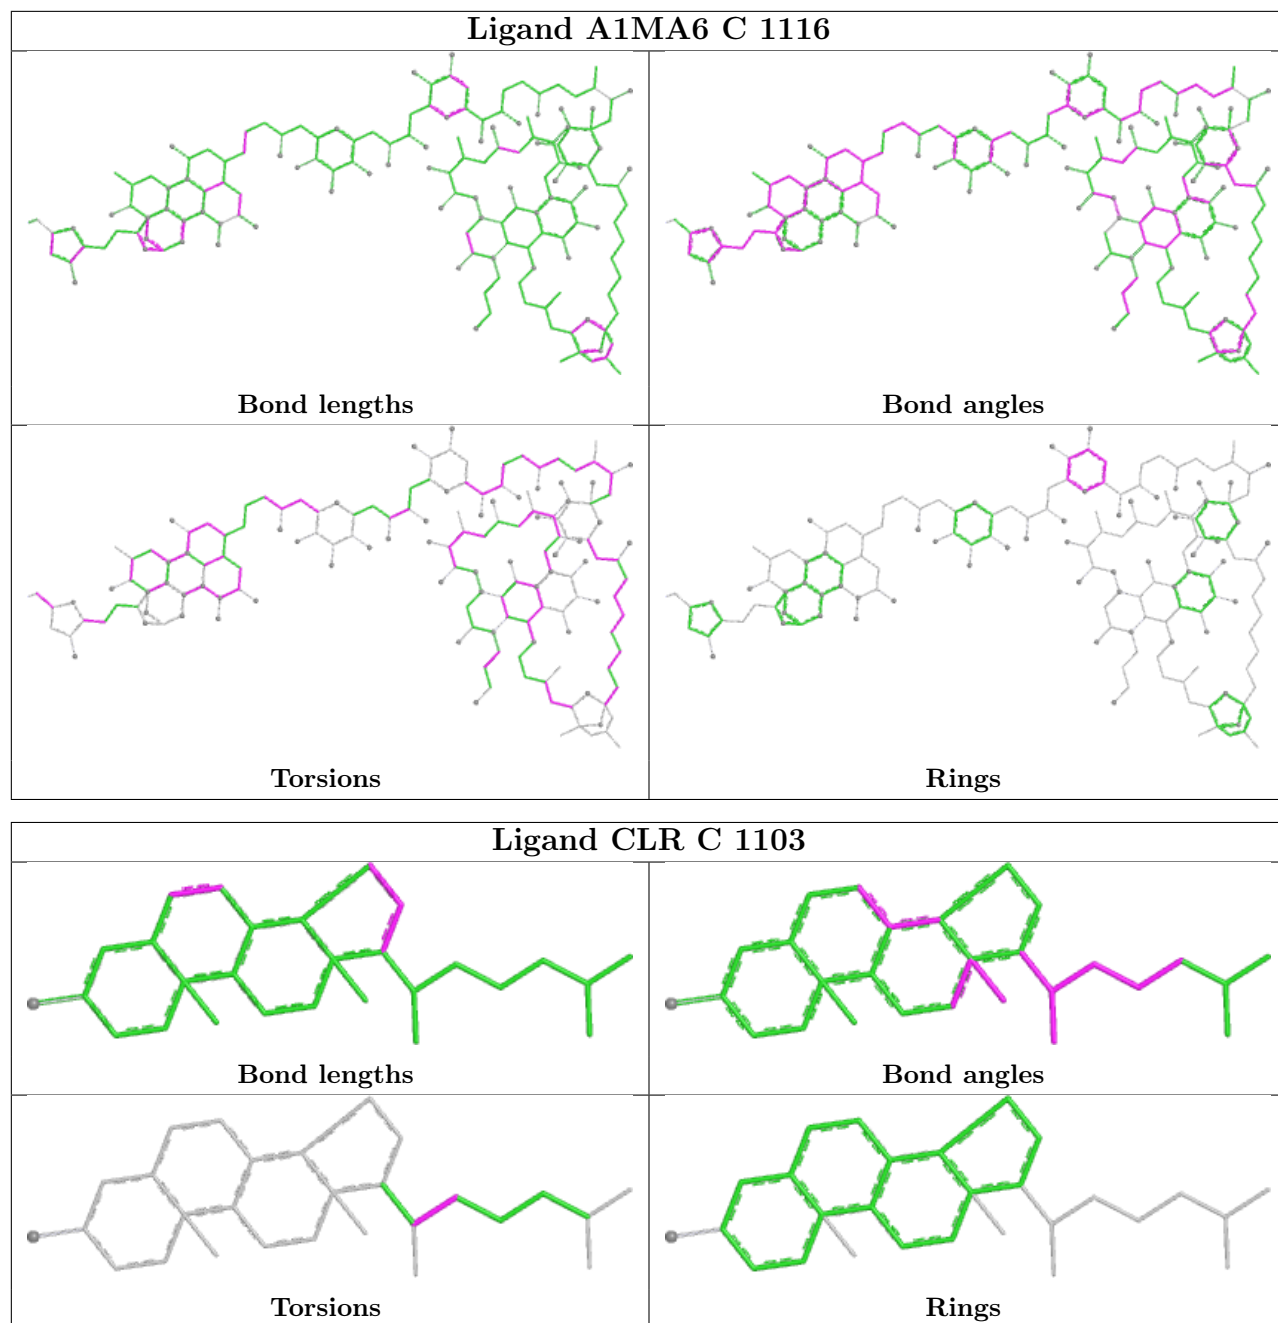 Ligand A1MA6 C 1116
Bond lengths
Bond angles
Torsions
Rings
Ligand CLR C 1103
Bond lengths
Bond angles
Torsions
Rings